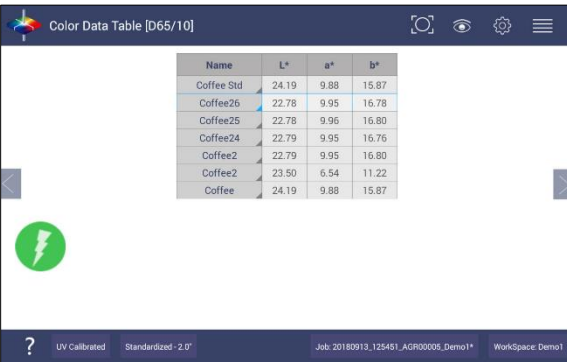 Color Data Table [D65/10]
Name L* a* b*
Coffee Std 24.19 9.88 15.87
Coffee26 22.78 9.95 16.78
Coffee25 22.78 9.96 16.80
Coffee24 22.79 9.95 16.76
Coffee2 22.79 9.95 16.80
Coffee2 23.50 6.54 11.22
Coffee 24.19 9.88 15.87
? UV Calibrated Standardized - 2.0" Job: 20180913_125451_AGR00005_Demo1* WorkSpace: Demo1